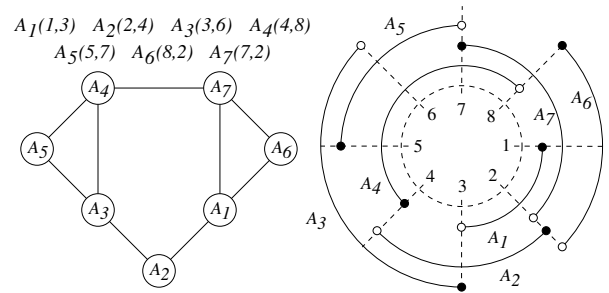 A1(1,3) A2(2,4) A3(3,6) A4(4,8)
A5(5,7) A6(8,2) A7(7,2)
A4 A7
A5 A6
A3 A1
A2
A5
6 7 8 A7 A6
5 1
A4 4 3 2
A3 A1
A2